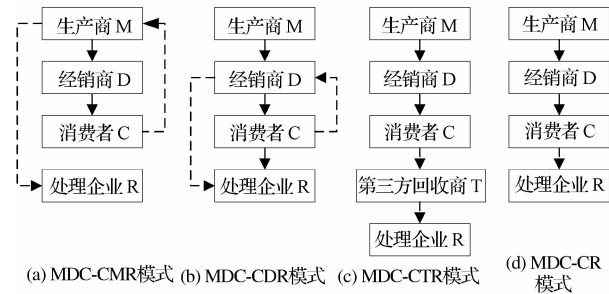 生产商 M
经销商 D
消费者 C
处理企业 R
(a) MDC-CMR模式
生产商 M
经销商 D
消费者 C
处理企业 R
(b) MDC-CDR模式
生产商 M
经销商 D
消费者 C
第三方回收商 T
处理企业 R
(c) MDC-CTR模式
生产商 M
经销商 D
消费者 C
处理企业 R
(d) MDC-CR
模式